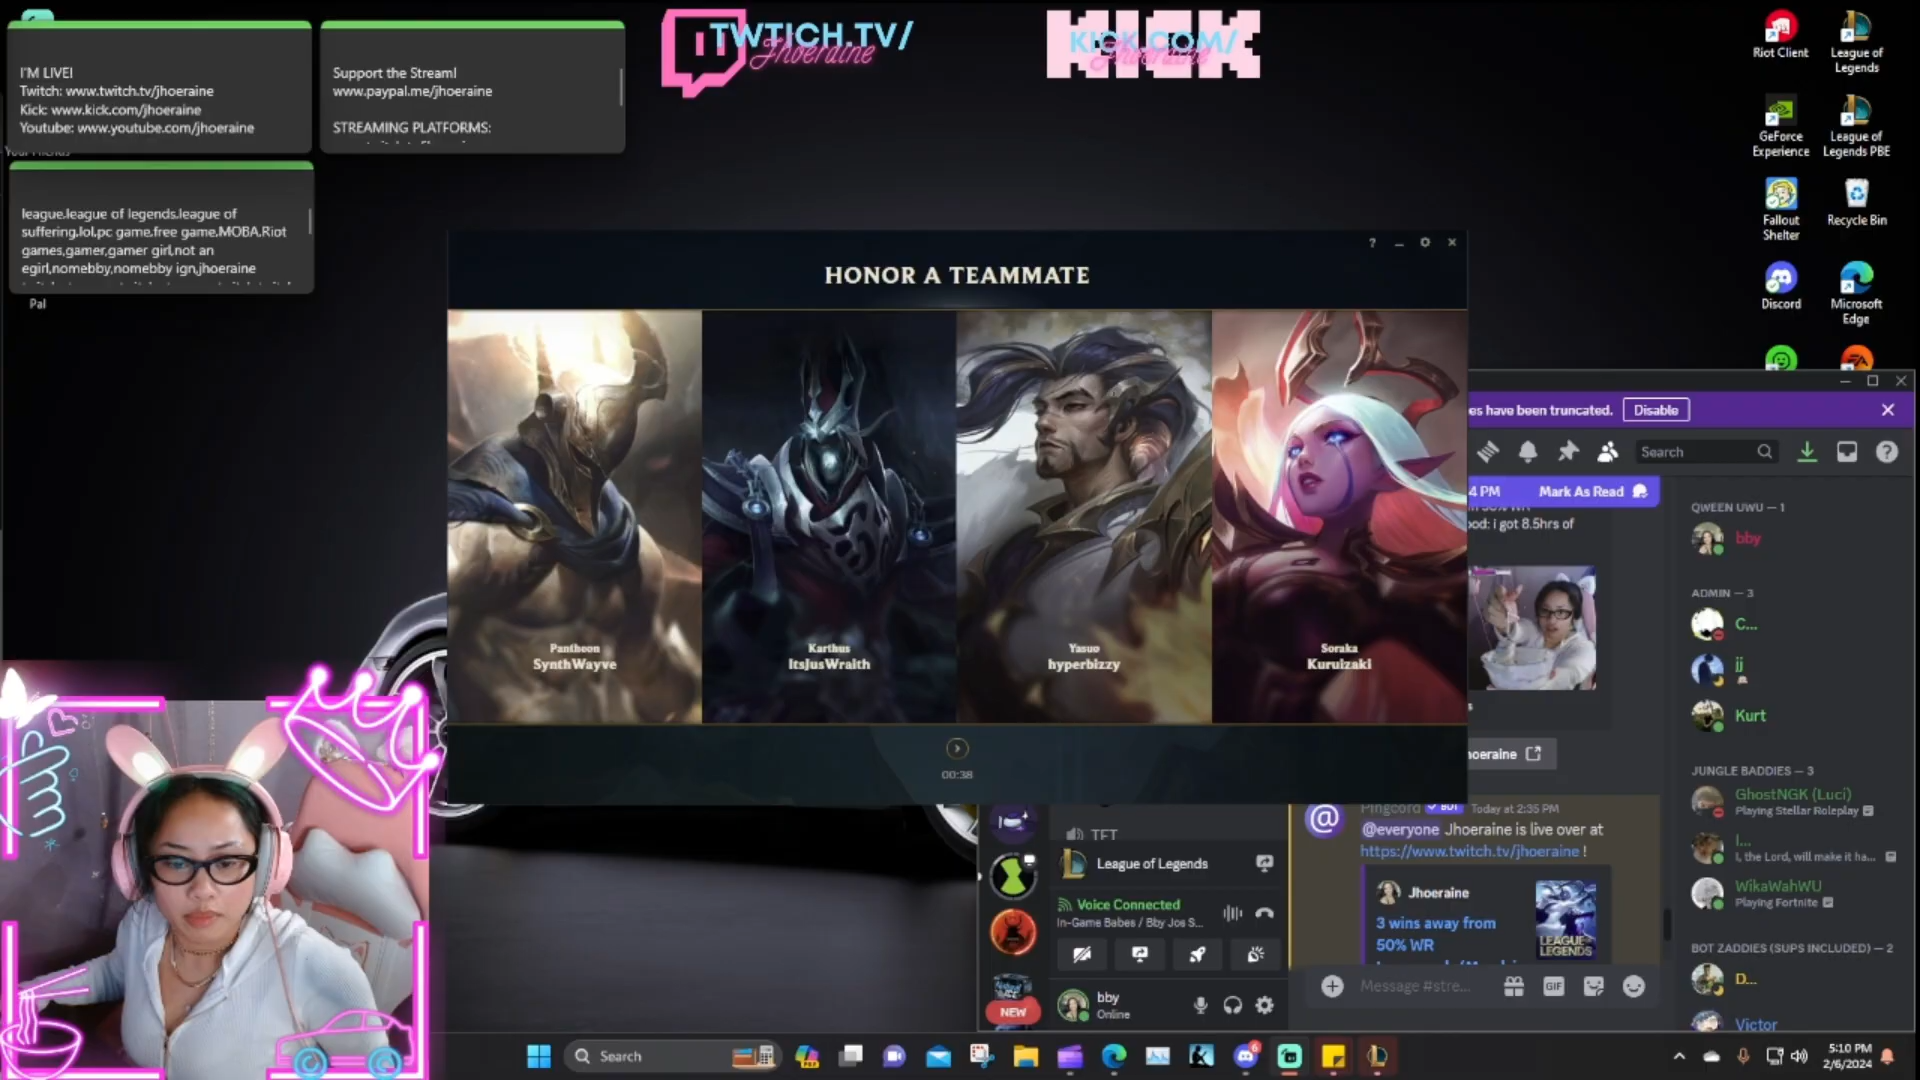 I'M LIVE!
Twitch: www.twitch.tv/jhoeraine
Kick: www.kick.com/jhoeraine
Youtube: www.youtube.com/jhoeraine
Support the Stream!
www.paypal.me/jhoeraine
STREAMING PLATFORMS:
league,league of legends,league of
suffering,lol,pc game,free game,MOBA,Riot
games,gamer,gamer girl,not an
egirl,nomebby,nomebby ign,jhoeraine
Pal
TWTICH.TV/
Jhoeraine
KICK.COM/
Jhoeraine
KICK
Riot Client
League of
Legends
GeForce
Experience
League of
Legends PBE
Fallout
Shelter
Recycle Bin
Discord
Microsoft
Edge
HONOR A TEAMMATE
Pantheon
SynthWayve
Karthus
ItsJusWraith
Yasuo
hyperbizzy
Soraka
Kuruizaki
00:38
es have been truncated.
Disable
Search
4 PM
Mark As Read
ood: i got 8.5hrs of
hoeraine
QWEEN UWU — 1
bby
ADMIN — 3
C...
jj
Kurt
JUNGLE BADDIES — 3
GhostNGK (Luci)
Playing Stellar Roleplay
I...
I, the Lord, will make it ha...
WikaWahWU
Playing Fortnite
BOT ZADDIES (SUPS INCLUDED) — 2
D...
Victor
Pingcord BOT Today at 2:35 PM
@everyone Jhoeraine is live over at
https://www.twitch.tv/jhoeraine !
Jhoeraine
3 wins away from
50% WR
LEAGUE
LEGENDS
Message #stre...
GIF
TFT
League of Legends
Voice Connected
In-Game Babes / Bby Jos S...
bby
Online
NEW
Search
PRE
6
5:10 PM
2/6/2024